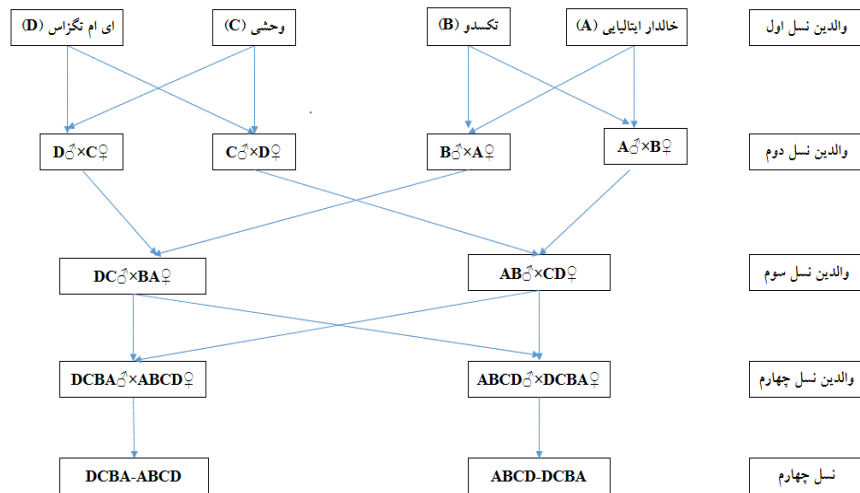 والدین نسل اول
خالدار ایتالیایی (A)
تکسدو (B)
وحشی (C)
ای ام تگزاس (D)
والدین نسل دوم
A♂×B♀
B♂×A♀
C♂×D♀
D♂×C♀
والدین نسل سوم
AB♂×CD♀
DC♂×BA♀
والدین نسل چهارم
ABCD♂×DCBA♀
DCBA♂×ABCD♀
نسل چهارم
ABCD-DCBA
DCBA-ABCD